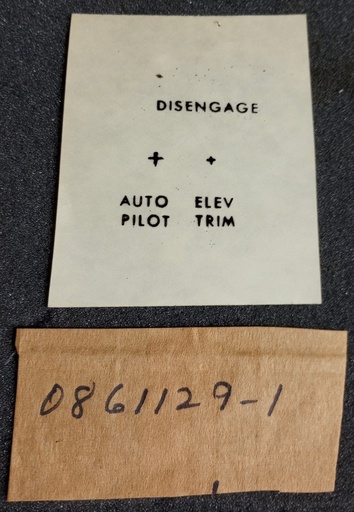 DISENGAGE
+ +
AUTO ELEV
PILOT TRIM
0861129-1